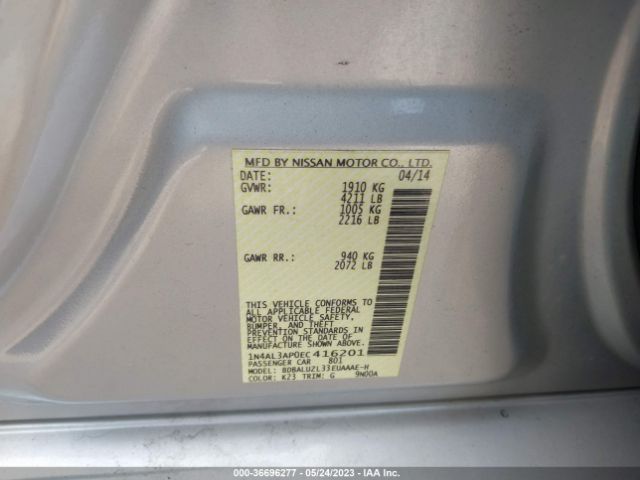 MFD BY NISSAN MOTOR CO., LTD.
DATE: 04/14
GVWR: 1910 KG
4211 LB
GAWR FR.: 1005 KG
2216 LB
GAWR RR.: 940 KG
2072 LB
THIS VEHICLE CONFORMS TO
ALL APPLICABLE FEDERAL
MOTOR VEHICLE SAFETY,
BUMPER, AND THEFT
PREVENTION STANDARDS IN
EFFECT ON THE DATE OF
MANUFACTURE SHOWN ABOVE.
1N4AL3AP0EC416201
PASSENGER CAR 801
MODEL: BDBALUZL33EUAAAE-H
COLOR: K23 TRIM: G 9N00A
000-36696277 - 05/24/2023 - IAA Inc.